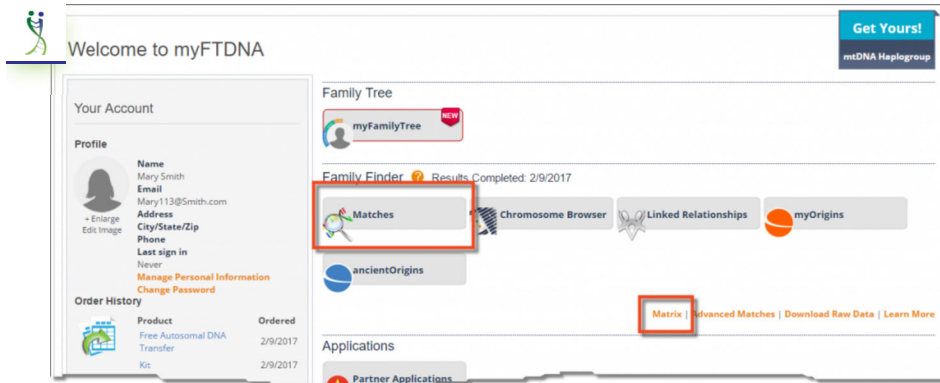 Get Yours!
mtDNA Haplogroup
Welcome to myFTDNA
Your Account
Profile
Name
Mary Smith
Email
Mary113@Smith.com
Address
City/State/Zip
Phone
Last sign in
Never
Manage Personal Information
Change Password
+ Enlarge
Edit Image
Order History
Product Ordered
Free Autosomal DNA Transfer 2/9/2017
Kit 2/9/2017
Family Tree
myFamilyTree
NEW
Family Finder ? Results Completed: 2/9/2017
Matches
Chromosome Browser
Linked Relationships
myOrigins
ancientOrigins
Matrix | Advanced Matches | Download Raw Data | Learn More
Applications
Partner Applications